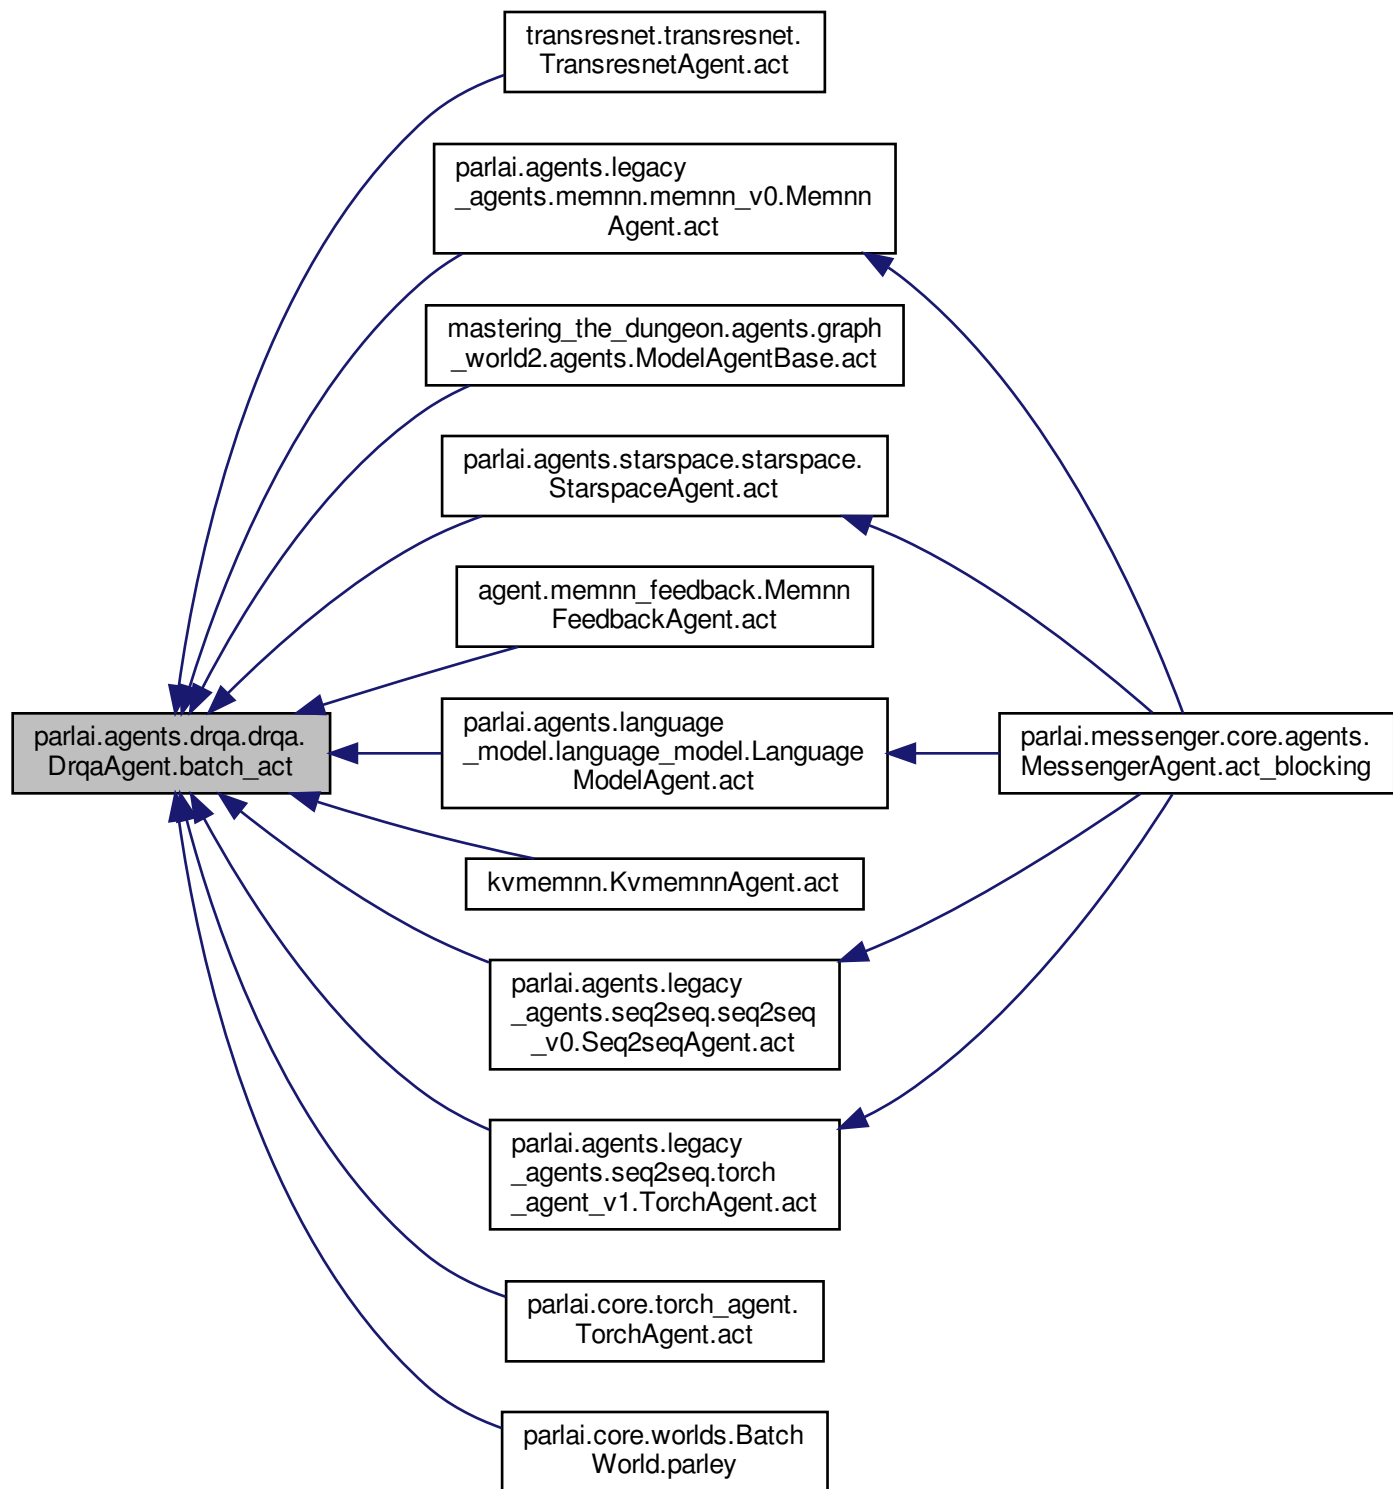 transresnet.transresnet.
TransresnetAgent.act
parlai.agents.legacy
_agents.memnn.memnn_v0.Memnn
Agent.act
mastering_the_dungeon.agents.graph
_world2.agents.ModelAgentBase.act
parlai.agents.starspace.starspace.
StarspaceAgent.act
agent.memnn_feedback.Memnn
FeedbackAgent.act
parlai.agents.drqa.drqa.
DrqaAgent.batch_act
parlai.agents.language
_model.language_model.Language
ModelAgent.act
parlai.messenger.core.agents.
MessengerAgent.act_blocking
kvmemnn.KvmemnnAgent.act
parlai.agents.legacy
_agents.seq2seq.seq2seq
_v0.Seq2seqAgent.act
parlai.agents.legacy
_agents.seq2seq.torch
_agent_v1.TorchAgent.act
parlai.core.torch_agent.
TorchAgent.act
parlai.core.worlds.Batch
World.parley